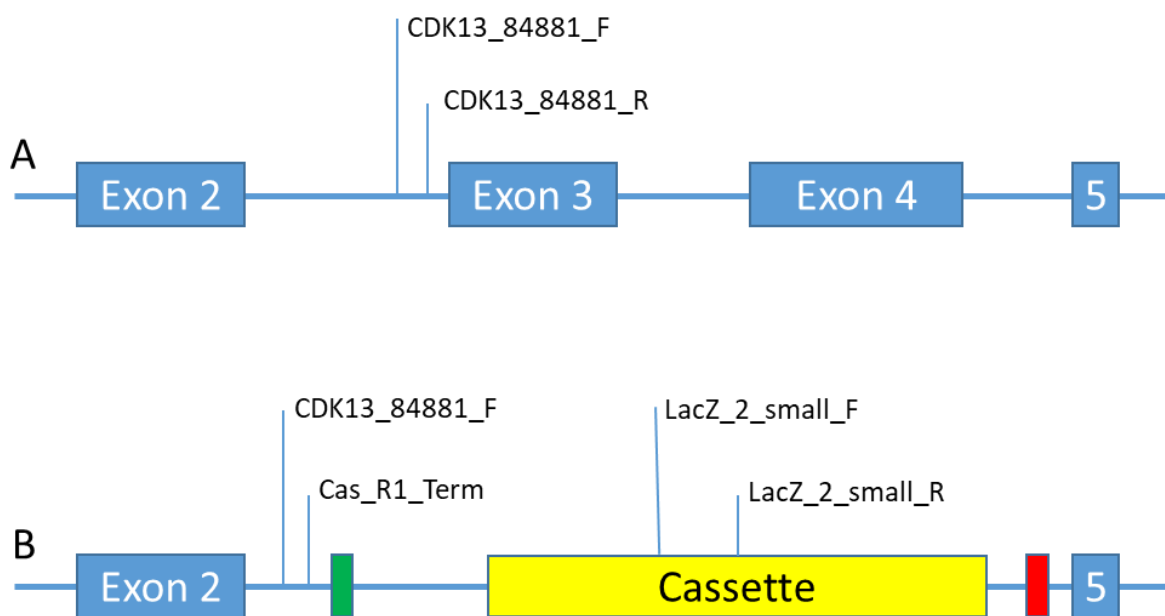 CDK13_84881_F
CDK13_84881_R
A
Exon 2
Exon 3
Exon 4
5
CDK13_84881_F
LacZ_2_small_F
Cas_R1_Term
LacZ_2_small_R
B
Exon 2
Cassette
5